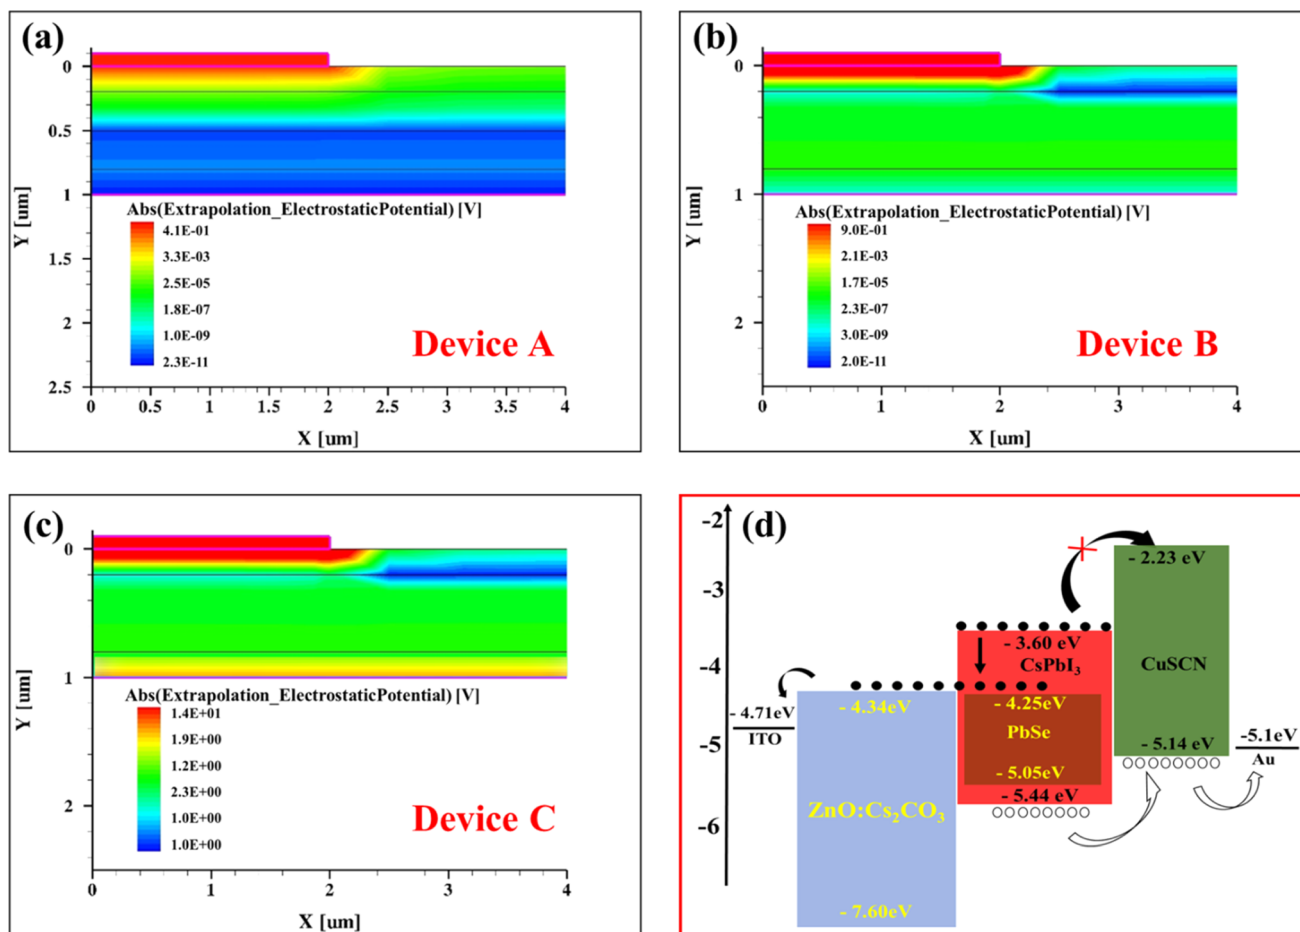 (a)
0
0.5
1
1.5
2
2.5
Y [um]
Abs(Extrapolation_ElectrostaticPotential) [V]
4.1E-01
3.3E-03
2.5E-05
1.8E-07
1.0E-09
2.3E-11
Device A
0 0.5 1 1.5 2 2.5 3 3.5 4
X [um]
(b)
0
1
2
Y [um]
Abs(Extrapolation_ElectrostaticPotential) [V]
9.0E-01
2.1E-03
1.7E-05
2.3E-07
3.0E-09
2.0E-11
Device B
0 1 2 3 4
X [um]
(c)
0
1
2
Y [um]
Abs(Extrapolation_ElectrostaticPotential) [V]
1.4E+01
1.9E+00
1.2E+00
2.3E+00
1.0E+00
1.0E+00
Device C
0 1 2 3 4
X [um]
(d)
-2
-3
-4
-5
-6
- 4.71eV
ITO
- 4.34eV
ZnO:Cs₂CO₃
- 7.60eV
- 3.60 eV
CsPbI₃
- 4.25eV
PbSe
- 5.05eV
- 5.44 eV
- 2.23 eV
CuSCN
- 5.14 eV
-5.1eV
Au